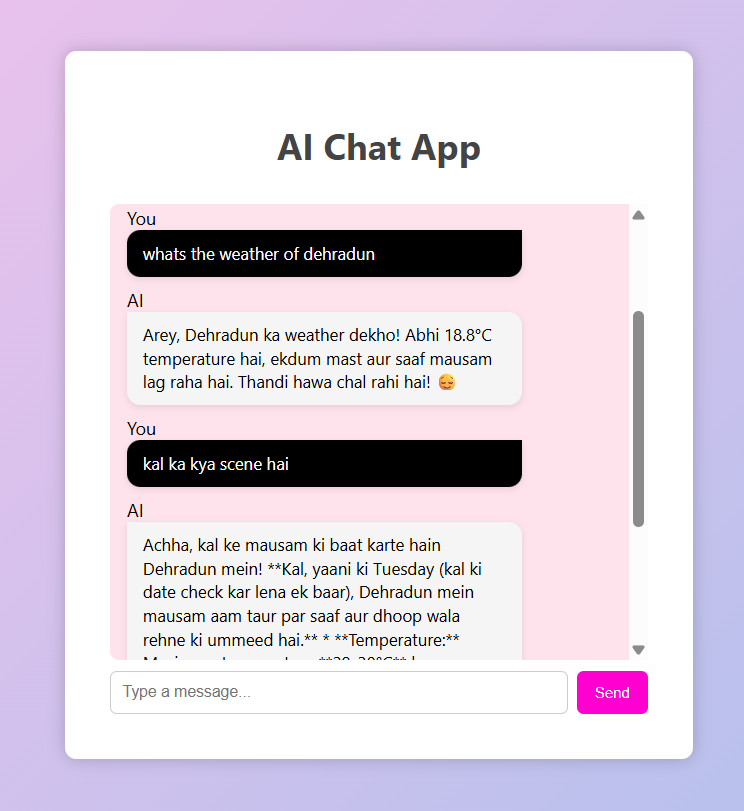 AI Chat App
You
whats the weather of dehradun
AI
Arey, Dehradun ka weather dekho! Abhi 18.8°C
temperature hai, ekdum mast aur saaf mausam
lag raha hai. Thandi hawa chal rahi hai! 😌
You
kal ka kya scene hai
AI
Achha, kal ke mausam ki baat karte hain
Dehradun mein! **Kal, yaani ki Tuesday (kal ki
date check kar lena ek baar), Dehradun mein
mausam aam taur par saaf aur dhoop wala
rehne ki ummeed hai.** * **Temperature:**
Type a message...
Send